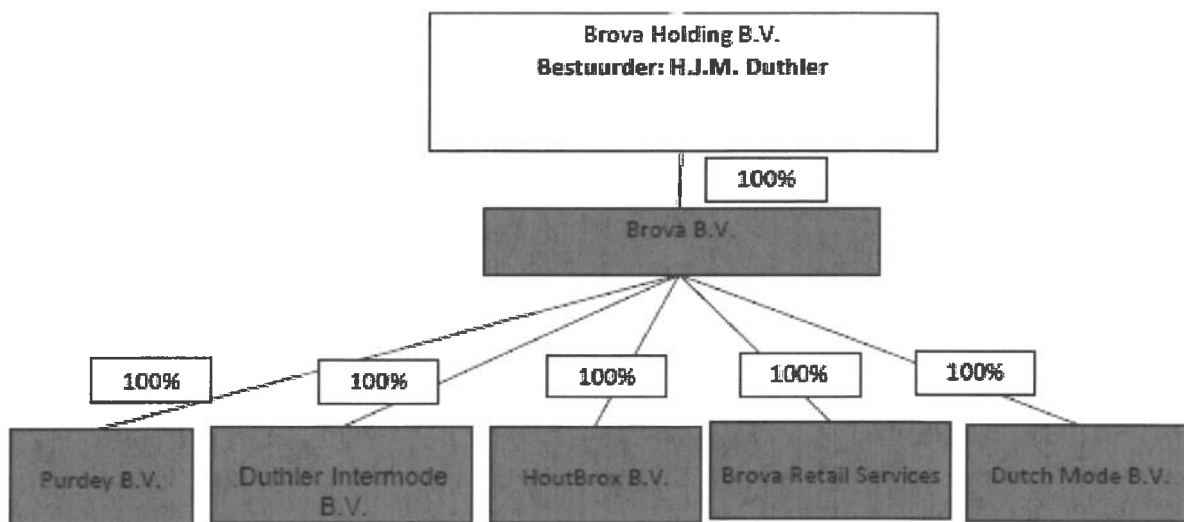 Brova Holding B.V.
Bestuurder: H.J.M. Duthler
100%
Brova B.V.
100%
100%
100%
100%
100%
Purdey B.V.
Duthler Intermode
B.V.
HoutBrox B.V.
Brova Retail Services
Dutch Mode B.V.